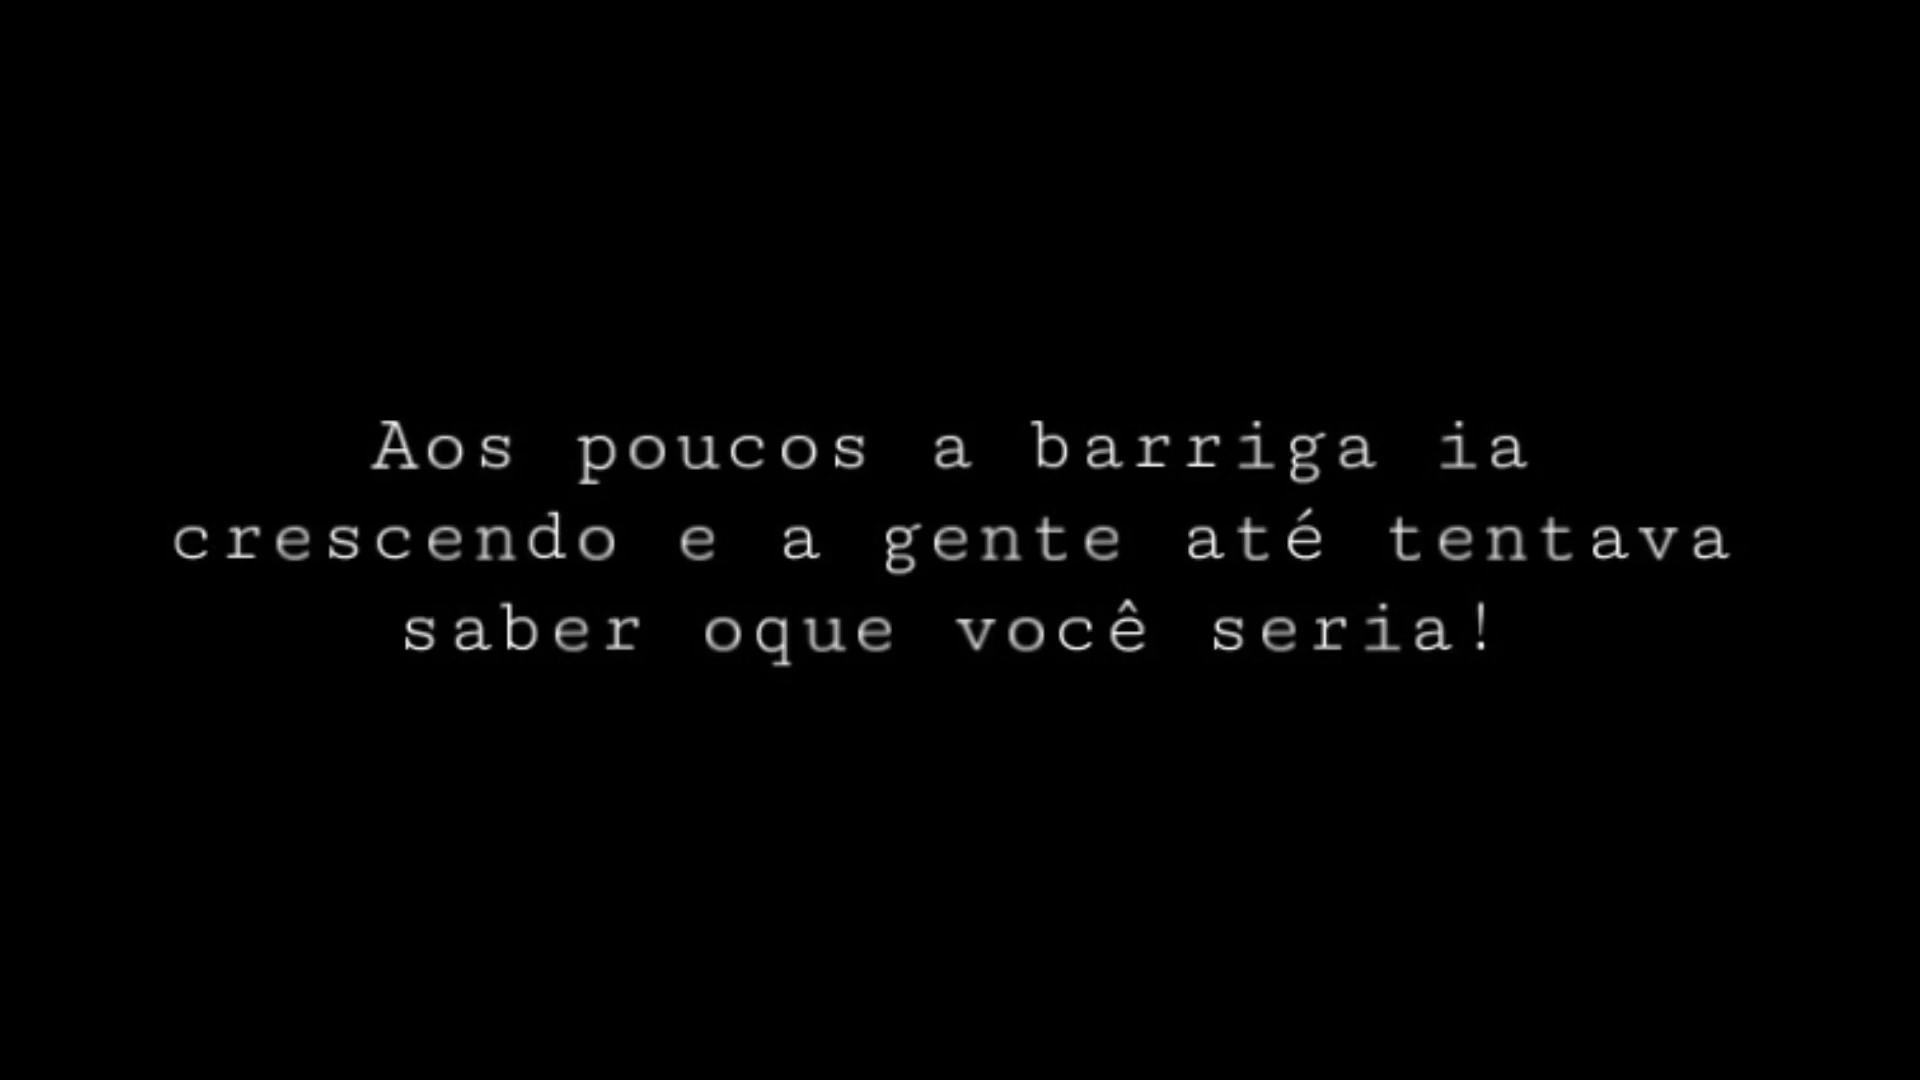 Aos poucos a barriga ia
crescendo e a gente até tentava
saber oque você seria!